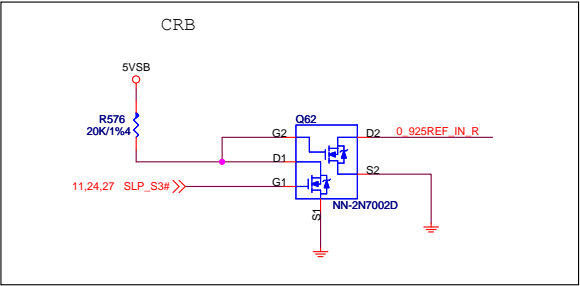 CRB
5VSB
R576
20K/1%4
Q62
G2
D2
0_925REF_IN_R
D1
S2
11,24,27 SLP_S3#
G1
NN-2N7002D
S1